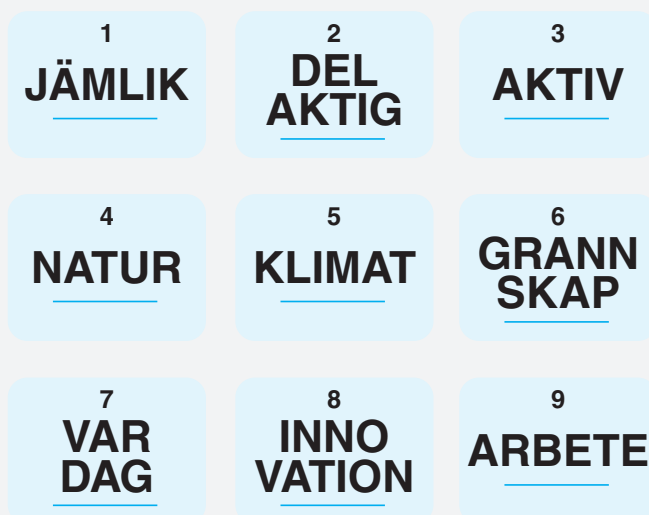 1
JÄMLIK
2
DEL
AKTIG
3
AKTIV
4
NATUR
5
KLIMAT
6
GRANN
SKAP
7
VAR
DAG
8
INNO
VATION
9
ARBETE